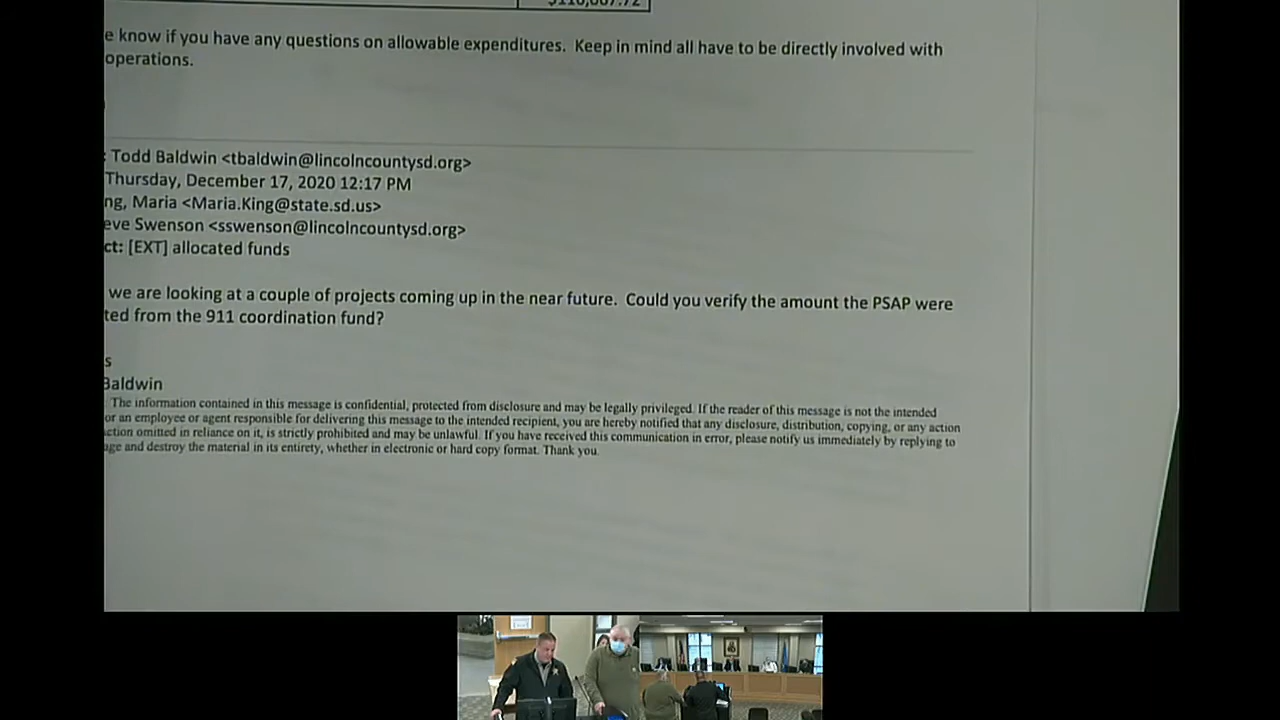 e know if you have any questions on allowable expenditures. Keep in mind all have to be directly involved with
operations.
: Todd Baldwin <tbaldwin@lincolncountysd.org>
Thursday, December 17, 2020 12:17 PM
ng, Maria <Maria.King@state.sd.us>
eve Swenson <sswenson@lincolncountysd.org>
ct: [EXT] allocated funds
we are looking at a couple of projects coming up in the near future. Could you verify the amount the PSAP were
ted from the 911 coordination fund?
s
Baldwin
The information contained in this message is confidential, protected from disclosure and may be legally privileged. If the reader of this message is not the intended
or an employee or agent responsible for delivering this message to the intended recipient, you are hereby notified that any disclosure, distribution, copying, or any action
ction omitted in reliance on it, is strictly prohibited and may be unlawful. If you have received this communication in error, please notify us immediately by replying to
age and destroy the material in its entirety, whether in electronic or hard copy format. Thank you.